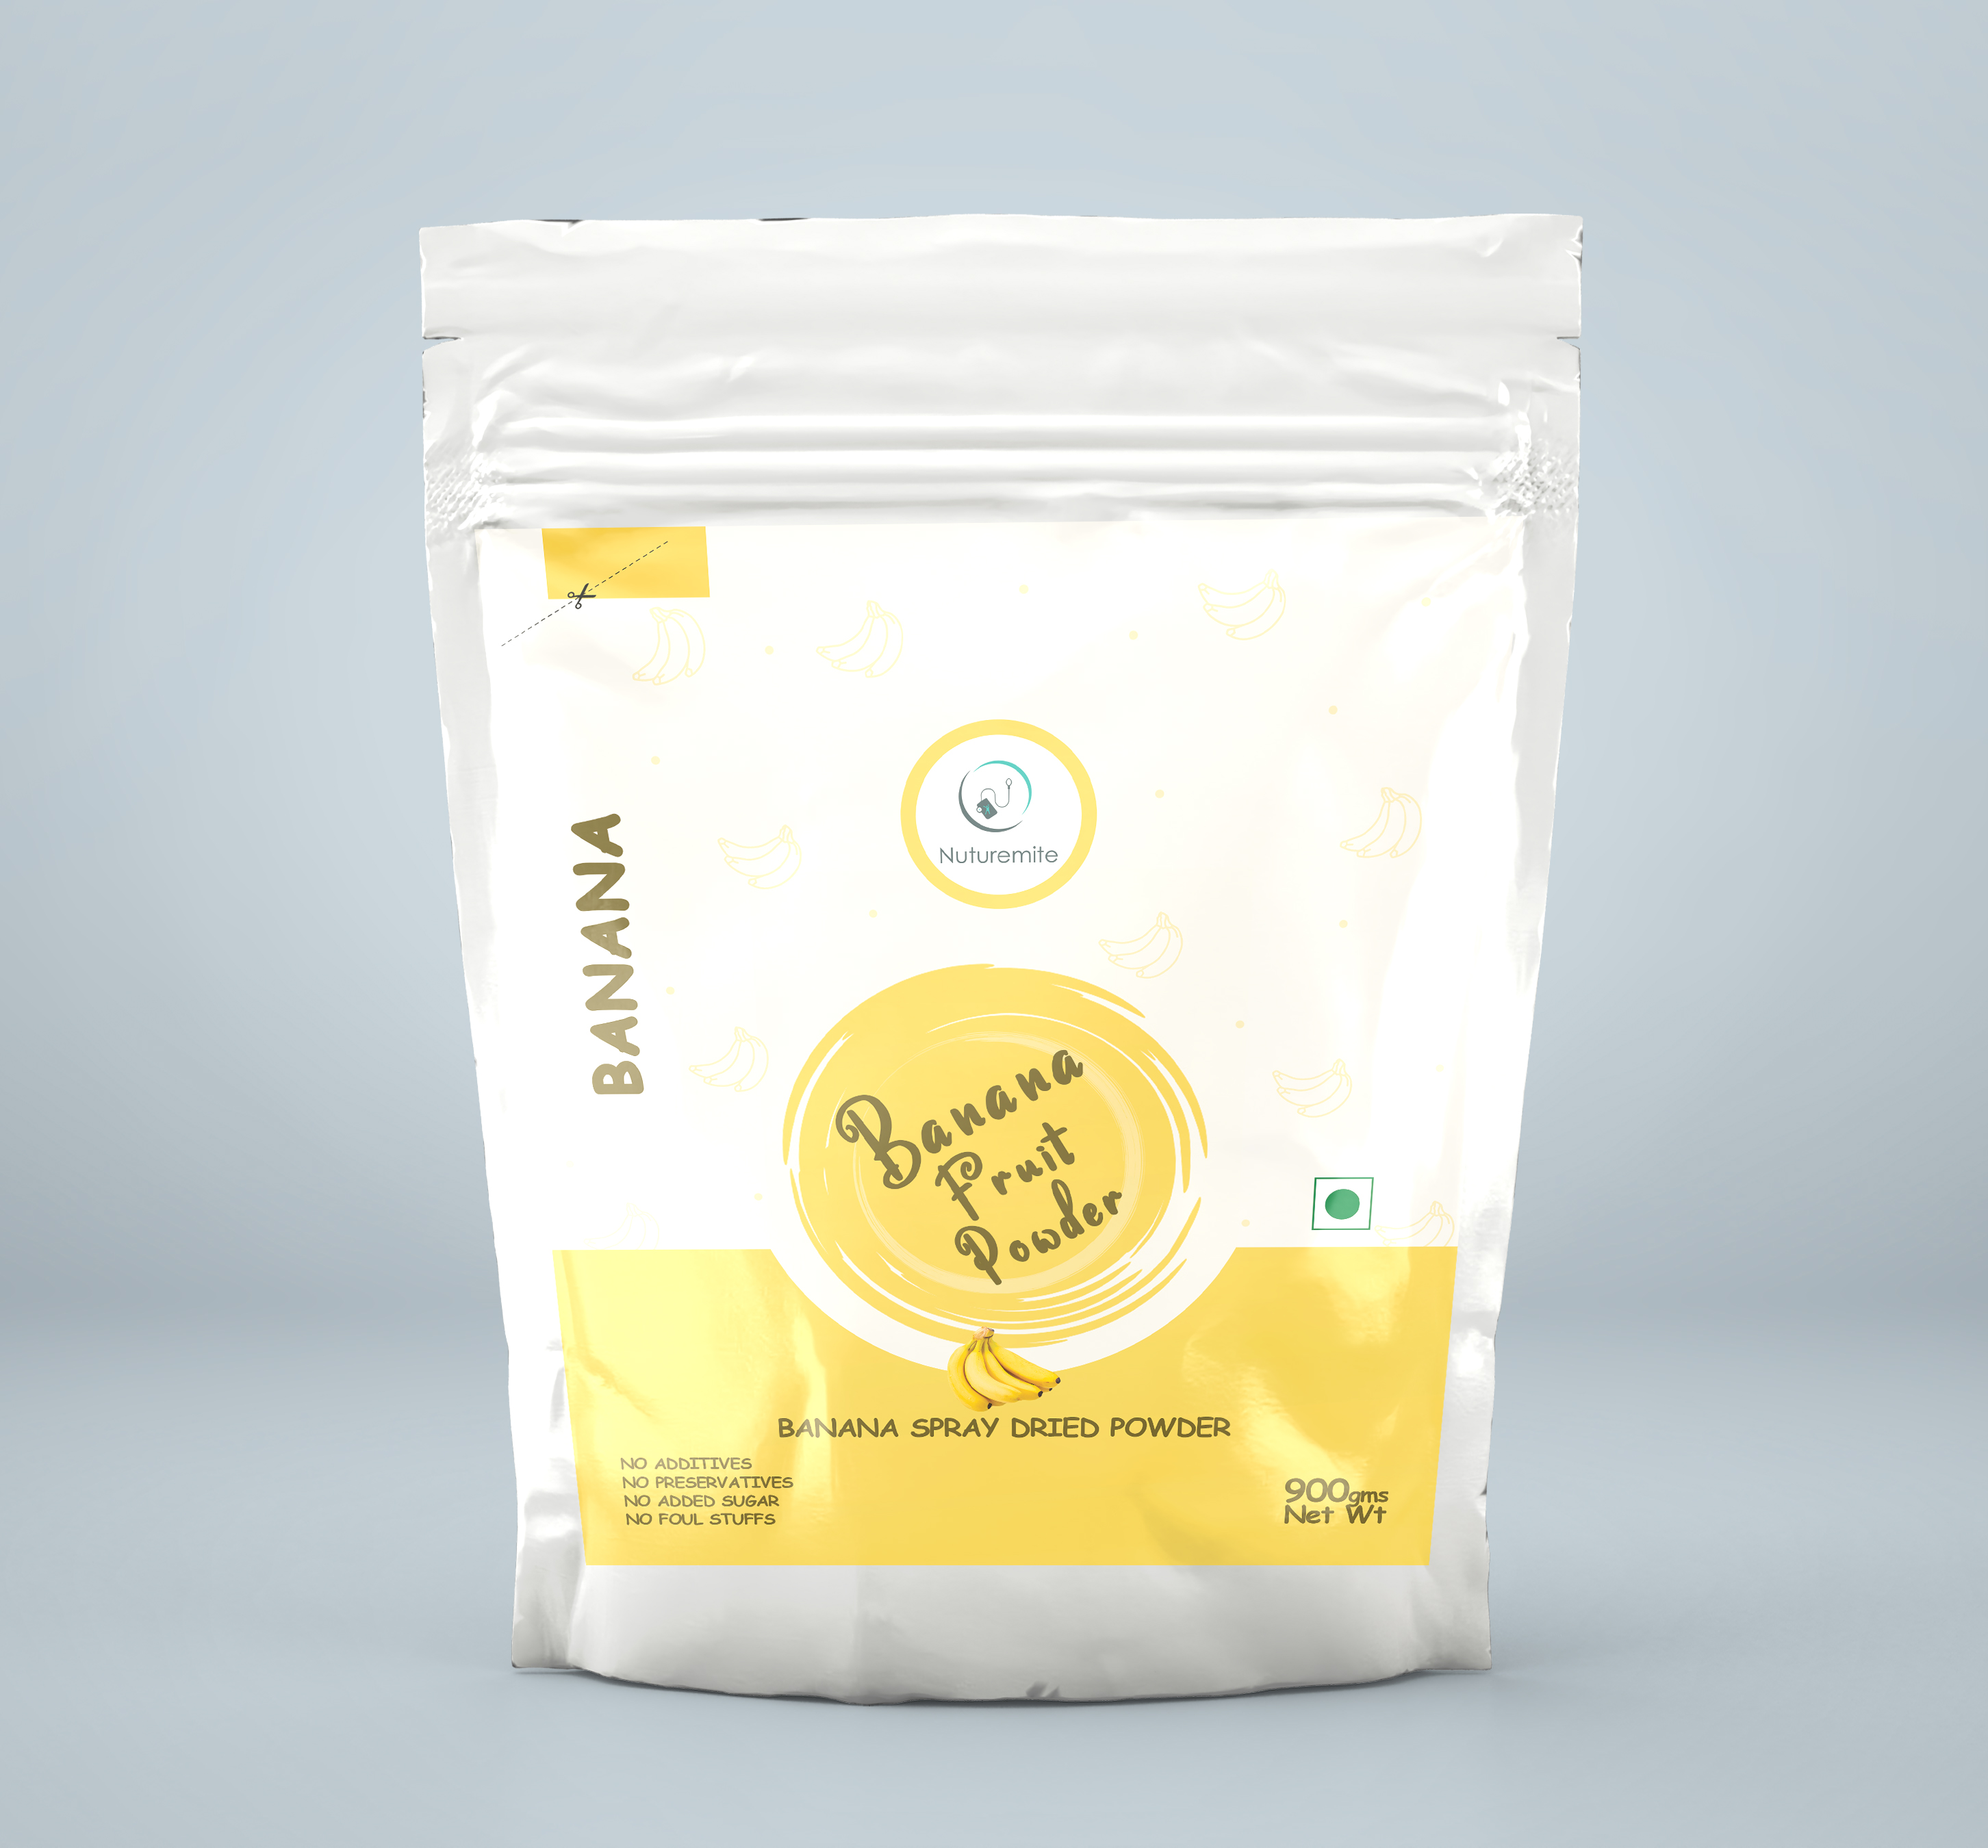 Nuturemite
BANANA
Banana
Fruit
Powder
BANANA SPRAY DRIED POWDER
NO ADDITIVES
NO PRESERVATIVES
NO ADDED SUGAR
NO FOUL STUFFS
900gms
Net Wt